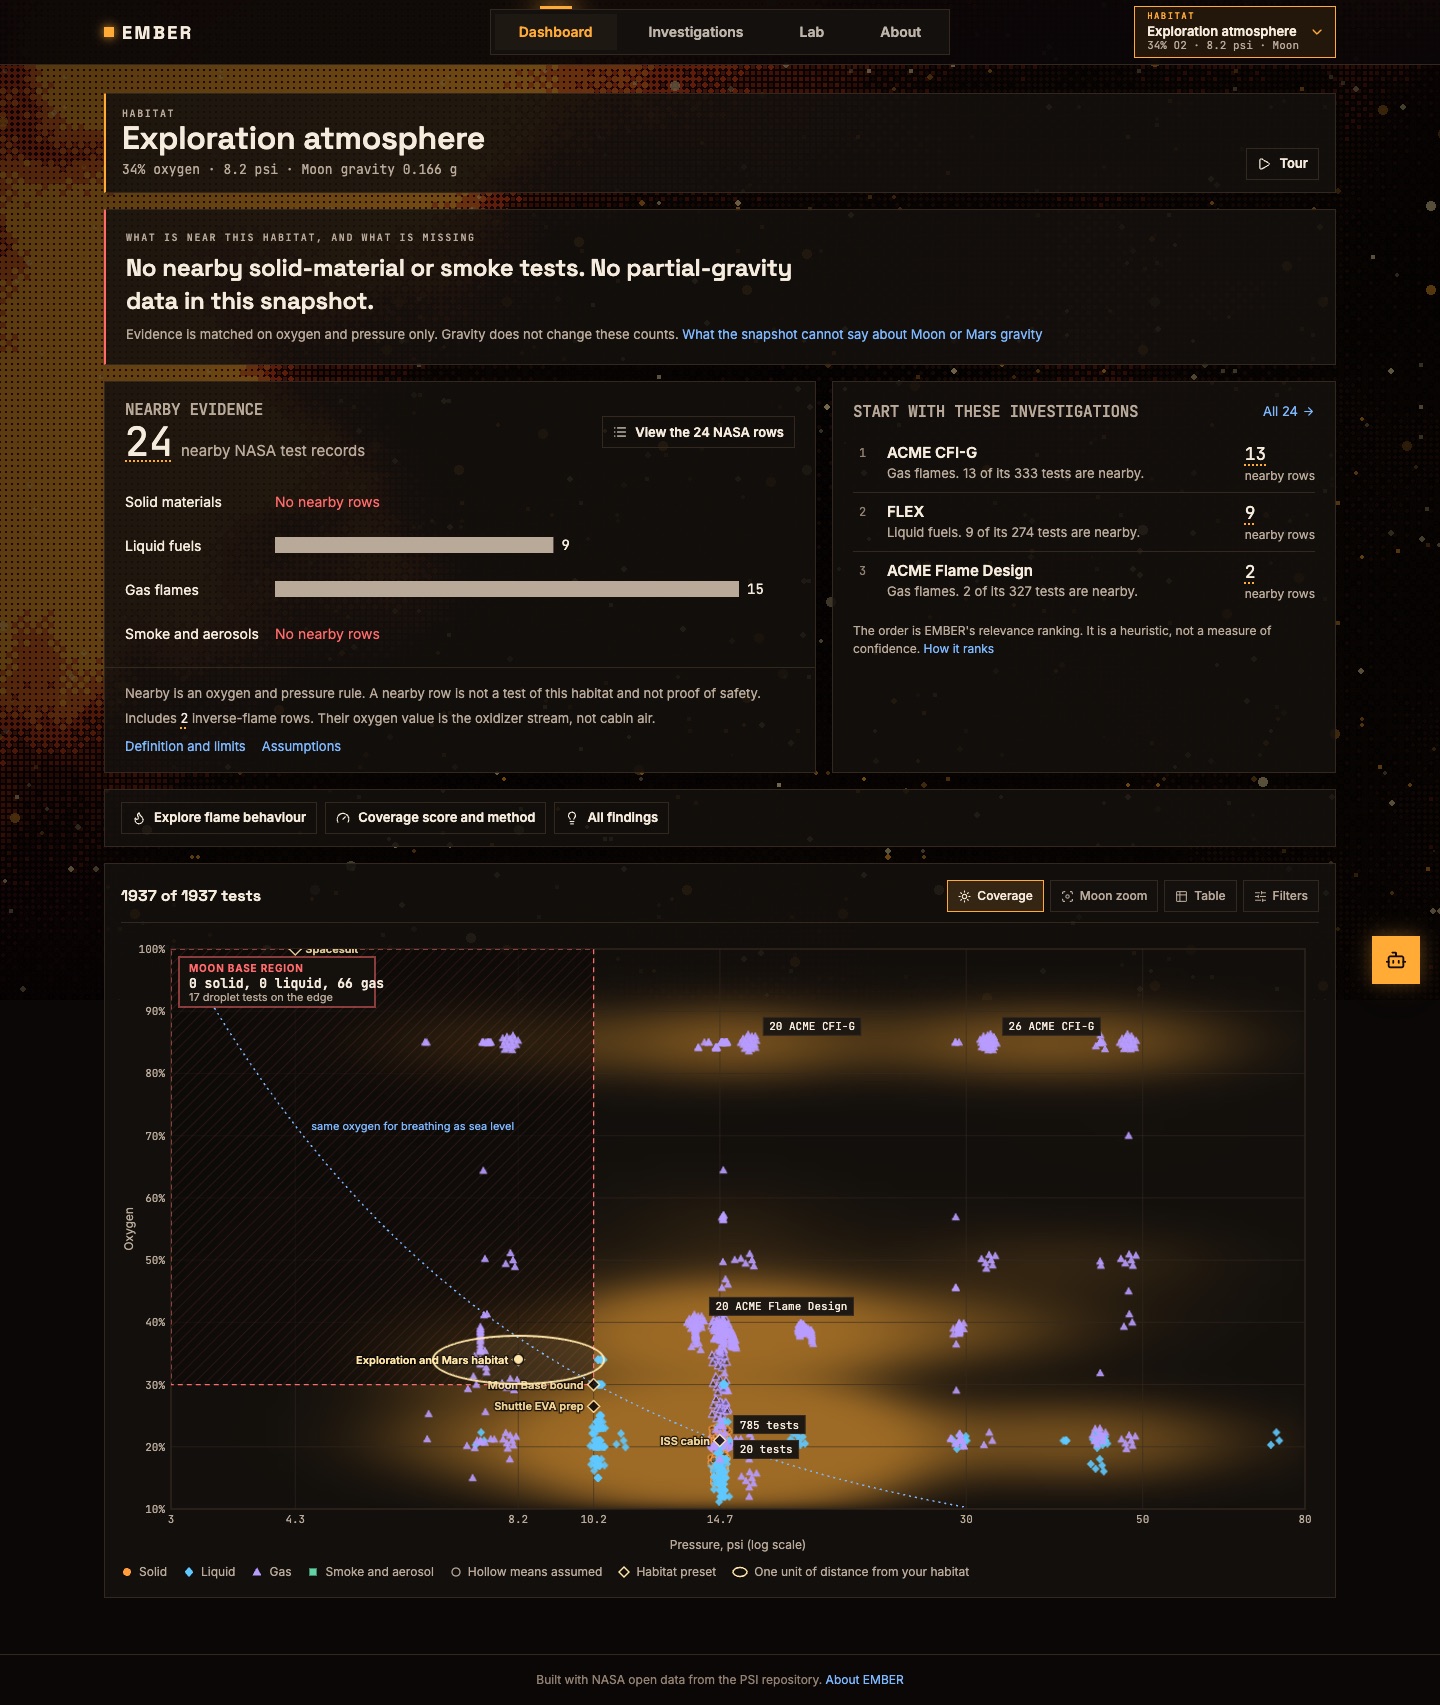 EMBER
Dashboard
Investigations
Lab
About
HABITAT
Exploration atmosphere
34% O2 · 8.2 psi · Moon
HABITAT
Exploration atmosphere
34% oxygen · 8.2 psi · Moon gravity 0.166 g
Tour
WHAT IS NEAR THIS HABITAT, AND WHAT IS MISSING
No nearby solid-material or smoke tests. No partial-gravity
data in this snapshot.
Evidence is matched on oxygen and pressure only. Gravity does not change these counts. What the snapshot cannot say about Moon or Mars gravity
NEARBY EVIDENCE
24 nearby NASA test records
View the 24 NASA rows
Solid materials No nearby rows
Liquid fuels 9
Gas flames 15
Smoke and aerosols No nearby rows
Nearby is an oxygen and pressure rule. A nearby row is not a test of this habitat and not proof of safety.
Includes 2 inverse-flame rows. Their oxygen value is the oxidizer stream, not cabin air.
Definition and limits Assumptions
START WITH THESE INVESTIGATIONS
All 24 →
1 ACME CFI-G 13
Gas flames. 13 of its 333 tests are nearby. nearby rows
2 FLEX 9
Liquid fuels. 9 of its 274 tests are nearby. nearby rows
3 ACME Flame Design 2
Gas flames. 2 of its 327 tests are nearby. nearby rows
The order is EMBER's relevance ranking. It is a heuristic, not a measure of
confidence. How it ranks
Explore flame behaviour
Coverage score and method
All findings
1937 of 1937 tests
Coverage
Moon zoom
Table
Filters
100%
Spacesuit
MOON BASE REGION
0 solid, 0 liquid, 66 gas
17 droplet tests on the edge
90%
20 ACME CFI-G
26 ACME CFI-G
80%
same oxygen for breathing as sea level
70%
60%
Oxygen
50%
20 ACME Flame Design
40%
Exploration and Mars habitat
30%
Moon Base bound
Shuttle EVA prep
785 tests
ISS cabin
20%
20 tests
10%
3 4.3 8.2 10.2 14.7 30 50 80
Pressure, psi (log scale)
Solid Liquid Gas Smoke and aerosol Hollow means assumed Habitat preset One unit of distance from your habitat
Built with NASA open data from the PSI repository. About EMBER